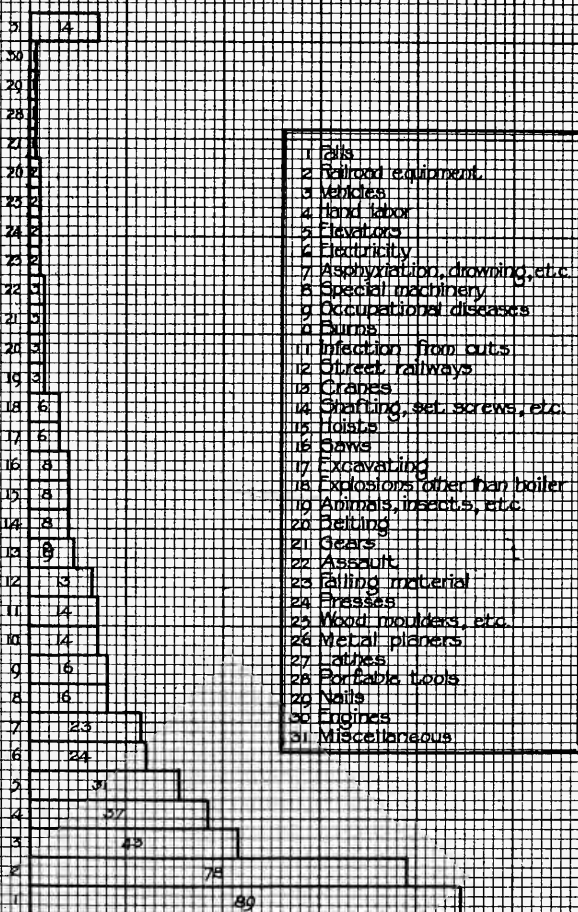 14
30
29
28
27
26 2
25 2
24 2
23 2
22 3
21 3
20 3
19 3
18 6
17 6
16 8
15 8
14 8
13
12 13
11 14
10 14
9 16
8 16
7 23
6 24
5 31
4 37
3 43
2 78
1 89
1 Falls
2 Railroad equipment
3 Vehicles
4 Hand labor
5 Elevators
6 Electricity
7 Asphyxiation, drowning, etc.
8 Special machinery
9 Occupational diseases
10 Burns
11 Infection from cuts
12 Street railways
13 Cranes
14 Shafting, set screws, etc.
15 Hoists
16 Saws
17 Excavating
18 Explosions other than boiler
19 Animals, insects, etc.
20 Belting
21 Gears
22 Assault
23 Falling material
24 Presses
25 Wood moulders, etc.
26 Metal planers
27 Lathes
28 Portable tools
29 Nails
30 Engines
31 Miscellaneous